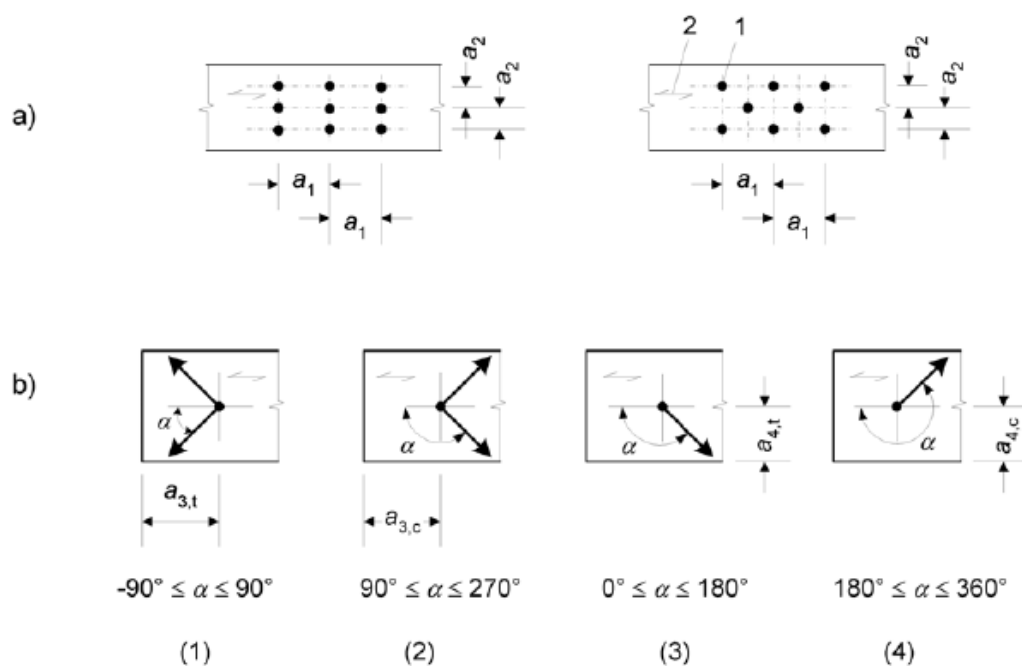 2 1
a)
a₂ a₂ a₂ a₂
a₁ a₁
a₁ a₁
b)
α α α α
a₄,t a₄,c
a₃,t a₃,c
-90° ≤ α ≤ 90° 90° ≤ α ≤ 270° 0° ≤ α ≤ 180° 180° ≤ α ≤ 360°
(1) (2) (3) (4)